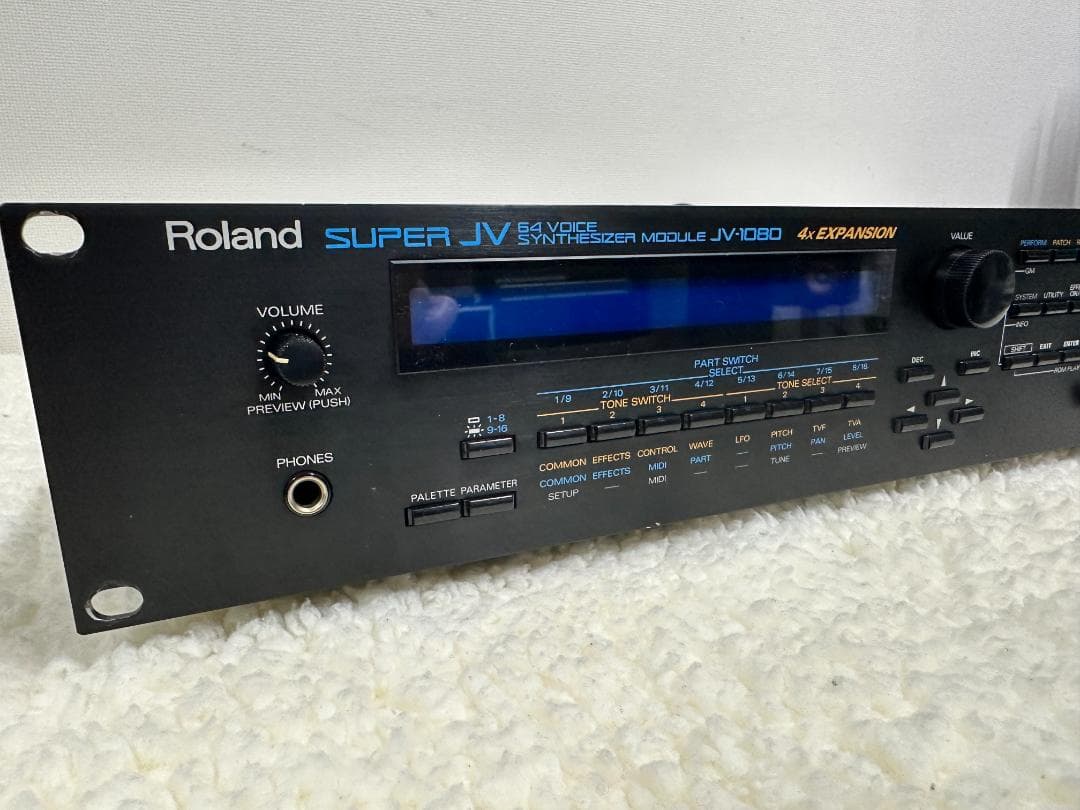 Roland SUPER JV 64 VOICE SYNTHESIZER MODULE JV-1080 4x EXPANSION
VOLUME
MIN MAX
PREVIEW (PUSH)
PHONES
PALETTE PARAMETER
1-8
9-16
PART SWITCH
SELECT
1/9 2/10 3/11 4/12 5/13 6/14 7/15 8/16
TONE SWITCH TONE SELECT
1 2 3 4 1 2 3 4
COMMON EFFECTS CONTROL WAVE LFO PITCH TVF TVA
COMMON EFFECTS MIDI PART — PITCH PAN LEVEL
SETUP — MIDI — — TUNE — PREVIEW
VALUE
DEC INC
PERFORM PATCH
GM
SYSTEM UTILITY
INFO
SHIFT EXIT ENTER
ROM PLAY